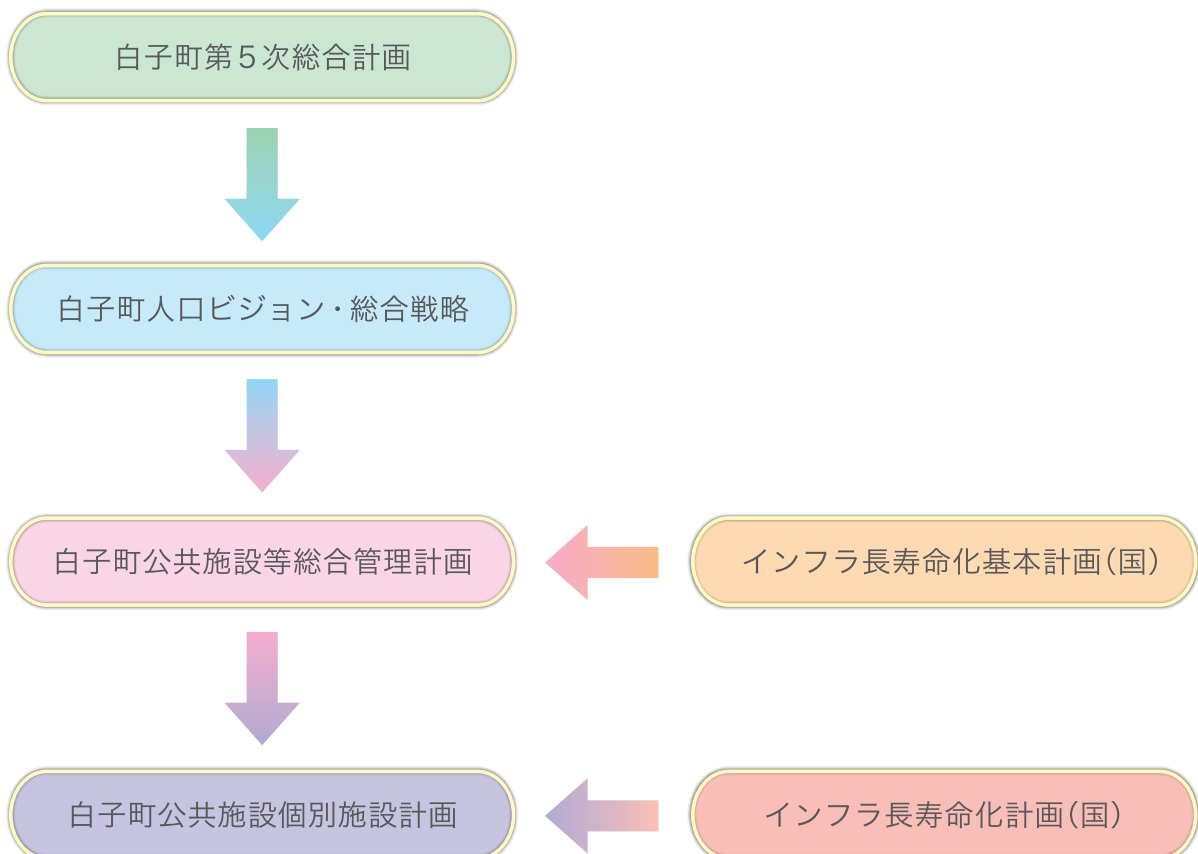 白子町第５次総合計画
白子町人口ビジョン・総合戦略
白子町公共施設等総合管理計画
インフラ長寿命化基本計画(国)
白子町公共施設個別施設計画
インフラ長寿命化計画(国)